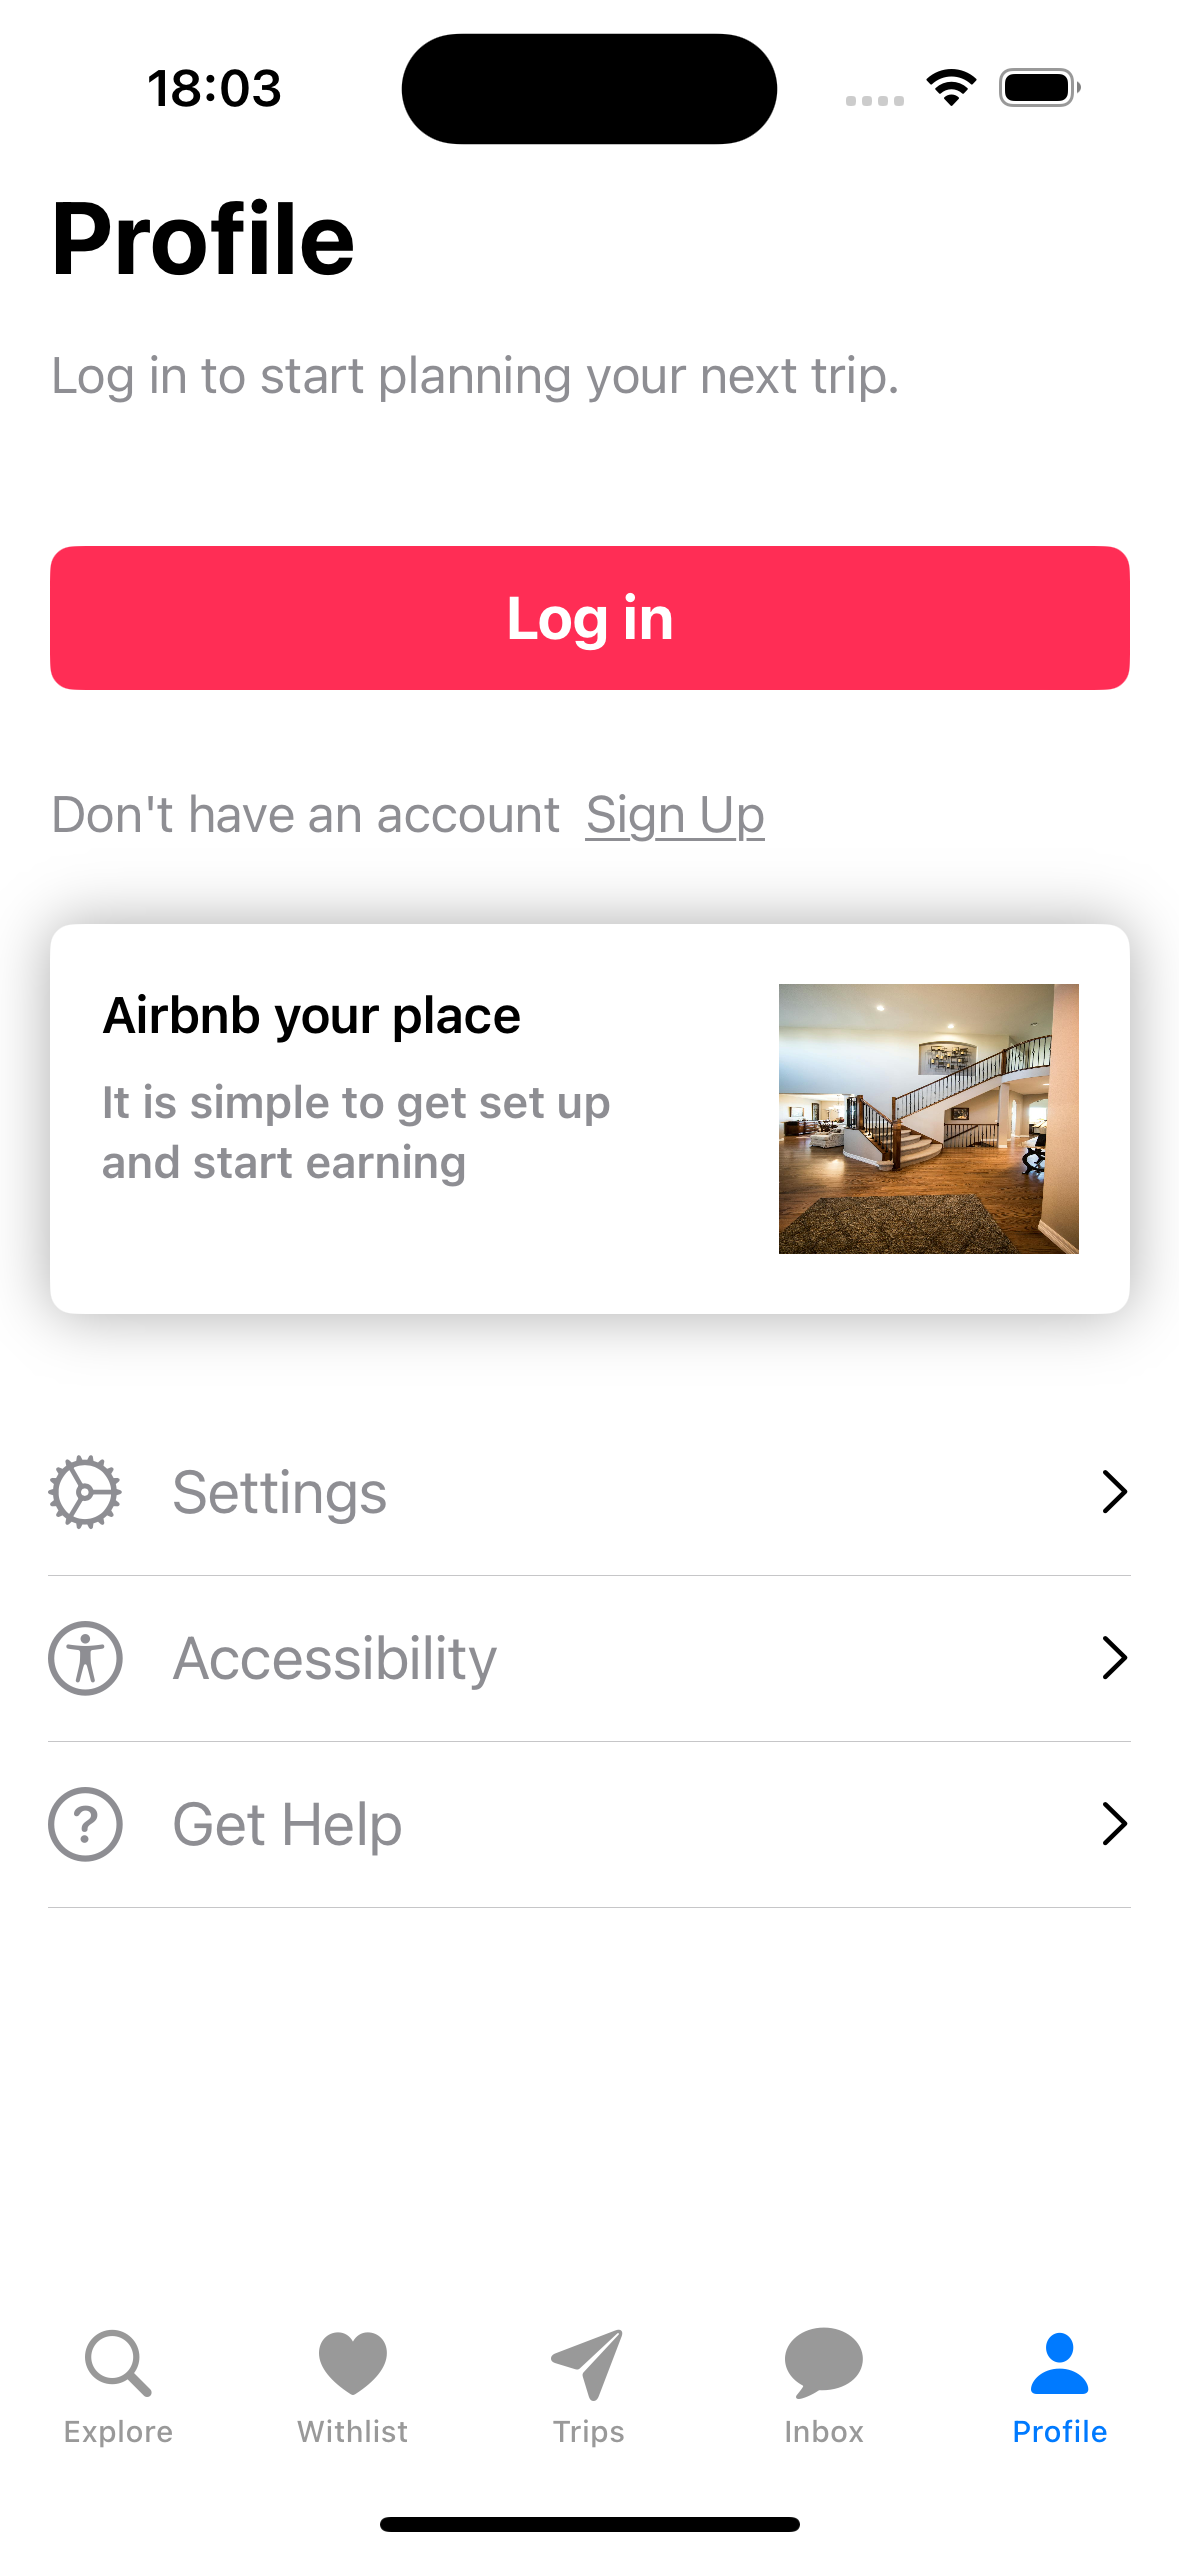 18:03
Profile
Log in to start planning your next trip.
Log in
Don't have an account Sign Up
Airbnb your place
It is simple to get set up
and start earning
Settings
Accessibility
Get Help
Explore
Withlist
Trips
Inbox
Profile